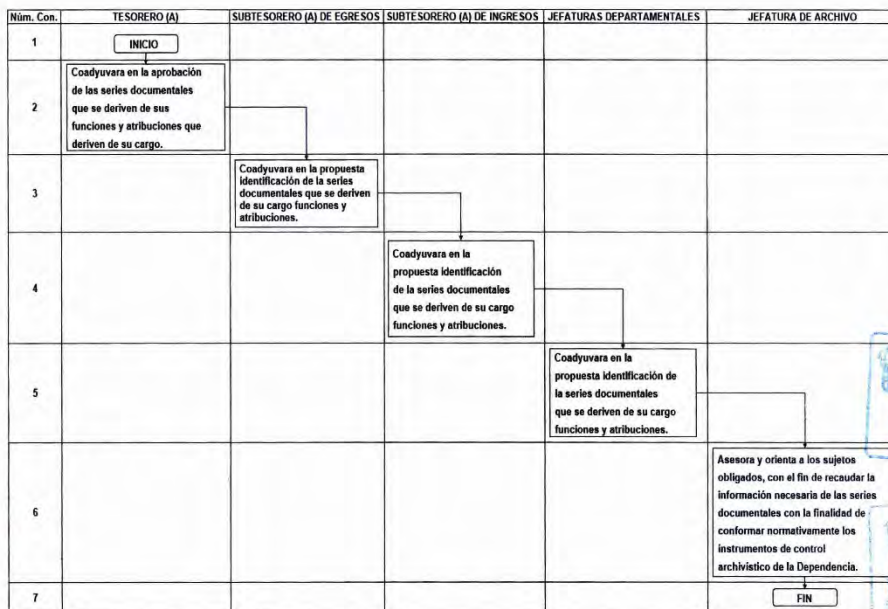 Núm. Con. TESORERO (A) SUBTESORERO (A) DE EGRESOS SUBTESORERO (A) DE INGRESOS JEFATURAS DEPARTAMENTALES JEFATURA DE ARCHIVO
1
INICIO
2
Coadyuvara en la aprobación
de las series documentales
que se deriven de sus
funciones y atribuciones que
deriven de su cargo.
3
Coadyuvara en la propuesta
identificación de la series
documentales que se deriven
de su cargo funciones y
atribuciones.
4
Coadyuvara en la
propuesta identificación
de la series documentales
que se deriven de su cargo
funciones y atribuciones.
5
Coadyuvara en la
propuesta identificación de
la series documentales
que se deriven de su cargo
funciones y atribuciones.
6
Asesora y orienta a los sujetos
obligados, con el fin de recaudar la
información necesaria de las series
documentales con la finalidad de
conformar normativamente los
instrumentos de control
archivístico de la Dependencia.
7
FIN